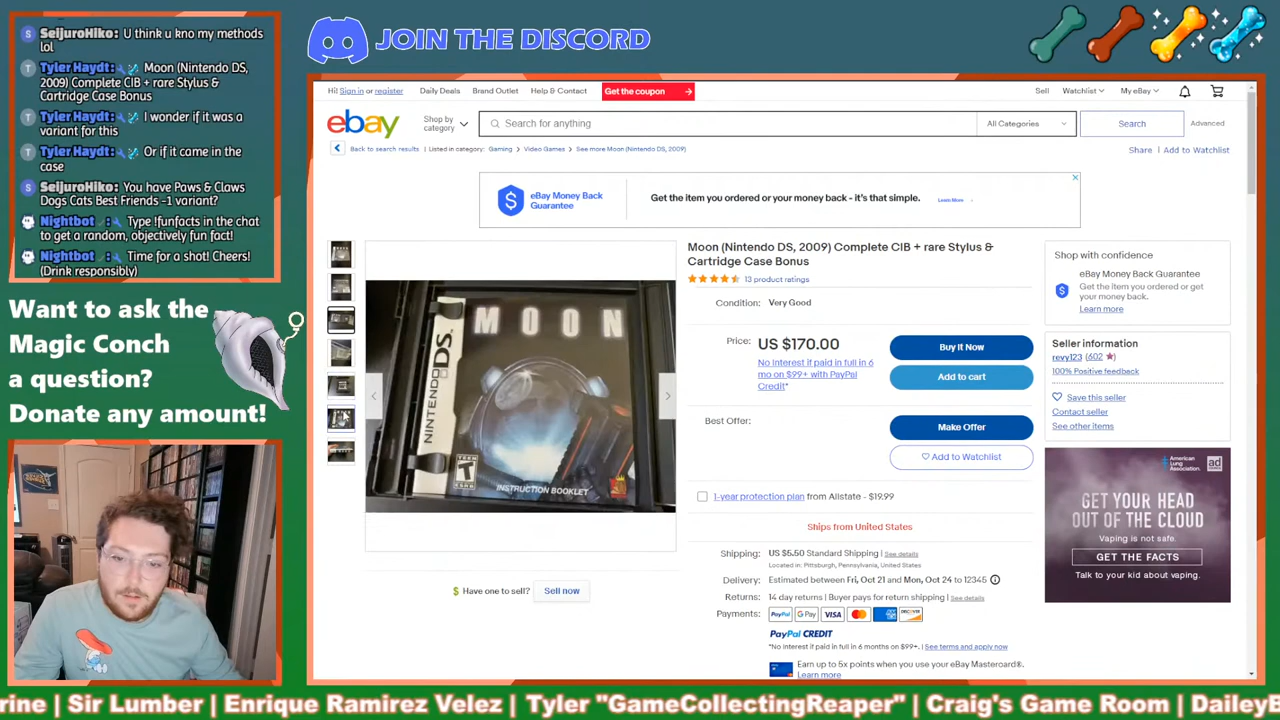 SeijuroHiko: U think u kno my methods
lol
Tyler Haydt: Moon (Nintendo DS,
2009) Complete CIB + rare Stylus &
Cartridge Case Bonus
Tyler Haydt: I wonder if it was a
variant for this
Tyler Haydt: Or if it came in the
case
SeijuroHiko: You have Paws & Claws
Dogs Cats Best Friends - -1 variant?
Nightbot: Type !funfacts in the chat
to get a random, objectively fun fact!
Nightbot: Time for a shot! Cheers!
(Drink responsibly)
Want to ask the
Magic Conch
a question?
Donate any amount!
JOIN THE DISCORD
Hi! Sign in or register Daily Deals Brand Outlet Help & Contact Get the coupon Sell Watchlist My eBay
ebay Shop by category Search for anything All Categories Search Advanced
Back to search results | Listed in category: Gaming > Video Games > See more Moon (Nintendo DS, 2009) Share | Add to Watchlist
eBay Money Back Guarantee Get the item you ordered or your money back - it's that simple. Learn More
MOON
NINTENDO DS
T
TEEN
INSTRUCTION BOOKLET
Have one to sell? Sell now
Moon (Nintendo DS, 2009) Complete CIB + rare Stylus &
Cartridge Case Bonus
13 product ratings
Condition: Very Good
Price: US $170.00 Buy It Now
No Interest if paid in full in 6
mo on $99+ with PayPal
Credit*
Add to cart
Best Offer: Make Offer
Add to Watchlist
1-year protection plan from Allstate - $19.99
Ships from United States
Shipping: US $5.50 Standard Shipping | See details
Located in: Pittsburgh, Pennsylvania, United States
Delivery: Estimated between Fri, Oct 21 and Mon, Oct 24 to 12345
Returns: 14 day returns | Buyer pays for return shipping | See details
Payments: PayPal G Pay VISA DISCOVER
PayPal CREDIT
*No Interest if paid in full in 6 months on $99+. | See terms and apply now
Earn up to 5x points when you use your eBay Mastercard®.
Learn more
Shop with confidence
eBay Money Back Guarantee
Get the item you ordered or
your money back.
Learn more
Seller information
revy123 (602)
100% Positive feedback
Save this seller
Contact seller
See other items
American Lung Association. ad
GET YOUR HEAD
OUT OF THE CLOUD
Vaping is not safe.
GET THE FACTS
Talk to your kid about vaping.
rine | Sir Lumber | Enrique Ramirez Velez | Tyler "GameCollectingReaper" | Craig's Game Room | DaileyB